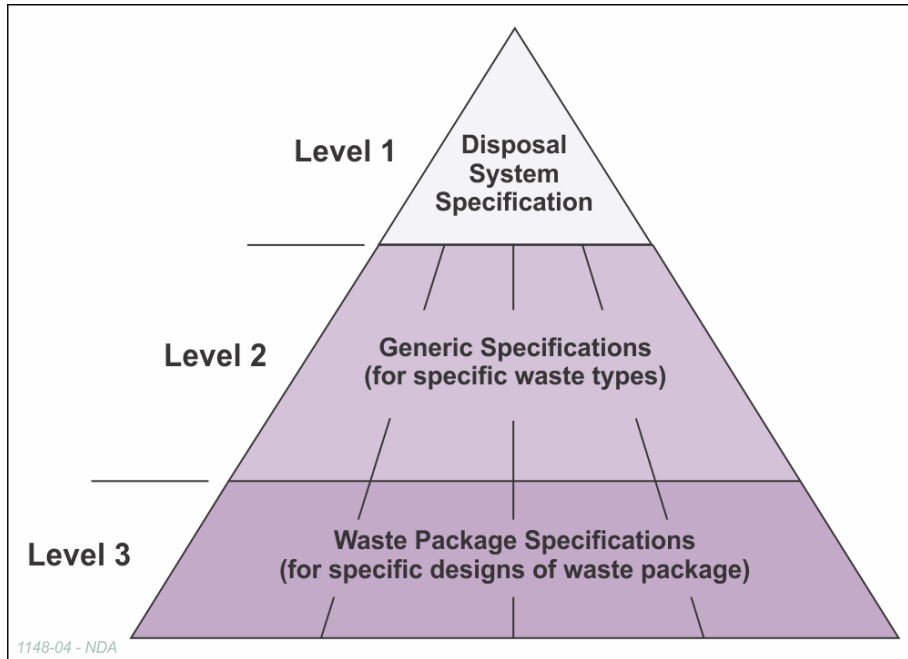 Level 1
Disposal
System
Specification
Level 2
Generic Specifications
(for specific waste types)
Level 3
Waste Package Specifications
(for specific designs of waste package)
1148-04 - NDA